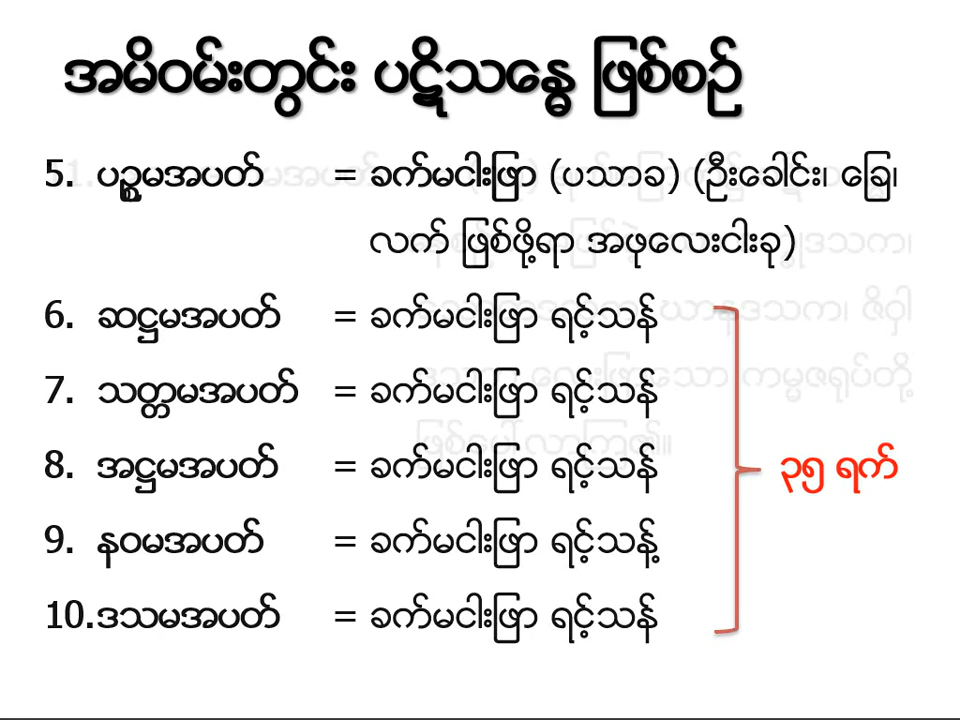 အမိဝမ်းတွင်း ပဋိသန္ဓေ ဖြစ်စဉ်
5. ပဉ္စမအပတ် = ခက်မငါးဖြာ (ပသာခ) (ဦးခေါင်း၊ ခြေ၊
လက် ဖြစ်ဖို့ရာ အဖုလေးငါးခု)
6. ဆဋ္ဌမအပတ် = ခက်မငါးဖြာ ရင့်သန်
7. သတ္တမအပတ် = ခက်မငါးဖြာ ရင့်သန်
8. အဋ္ဌမအပတ် = ခက်မငါးဖြာ ရင့်သန် ၃၅ ရက်
9. နဝမအပတ် = ခက်မငါးဖြာ ရင့်သန့်
10. ဒသမအပတ် = ခက်မငါးဖြာ ရင့်သန်